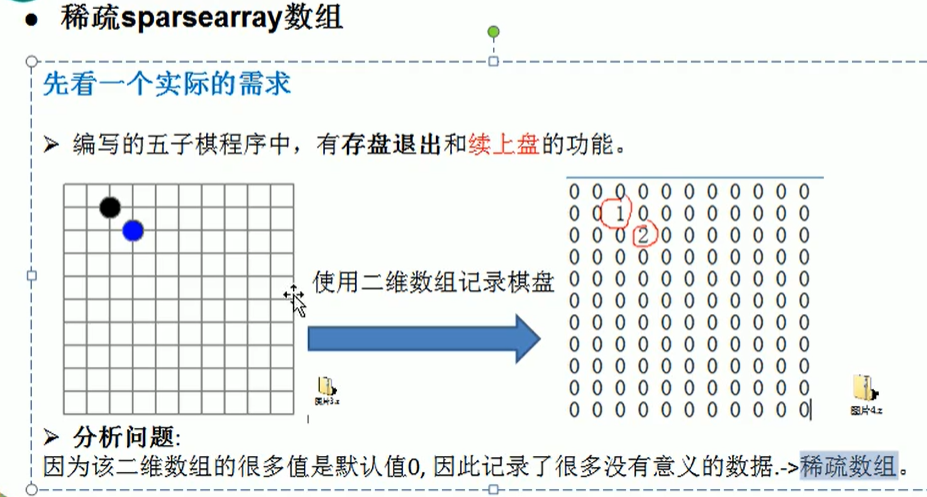 ● 稀疏sparsearray数组
先看一个实际的需求
➢ 编写的五子棋程序中，有存盘退出和续上盘的功能。
0 0 0 0 0 0 0 0 0 0 0
0 0 1 0 0 0 0 0 0 0 0
0 0 0 2 0 0 0 0 0 0 0
0 0 0 0 0 0 0 0 0 0 0
0 0 0 0 0 0 0 0 0 0 0
0 0 0 0 0 0 0 0 0 0 0
0 0 0 0 0 0 0 0 0 0 0
0 0 0 0 0 0 0 0 0 0 0
0 0 0 0 0 0 0 0 0 0 0
0 0 0 0 0 0 0 0 0 0 0
0 0 0 0 0 0 0 0 0 0 0
使用二维数组记录棋盘
图片3.z
图片4.z
➢ 分析问题:
因为该二维数组的很多值是默认值0, 因此记录了很多没有意义的数据.->稀疏数组。